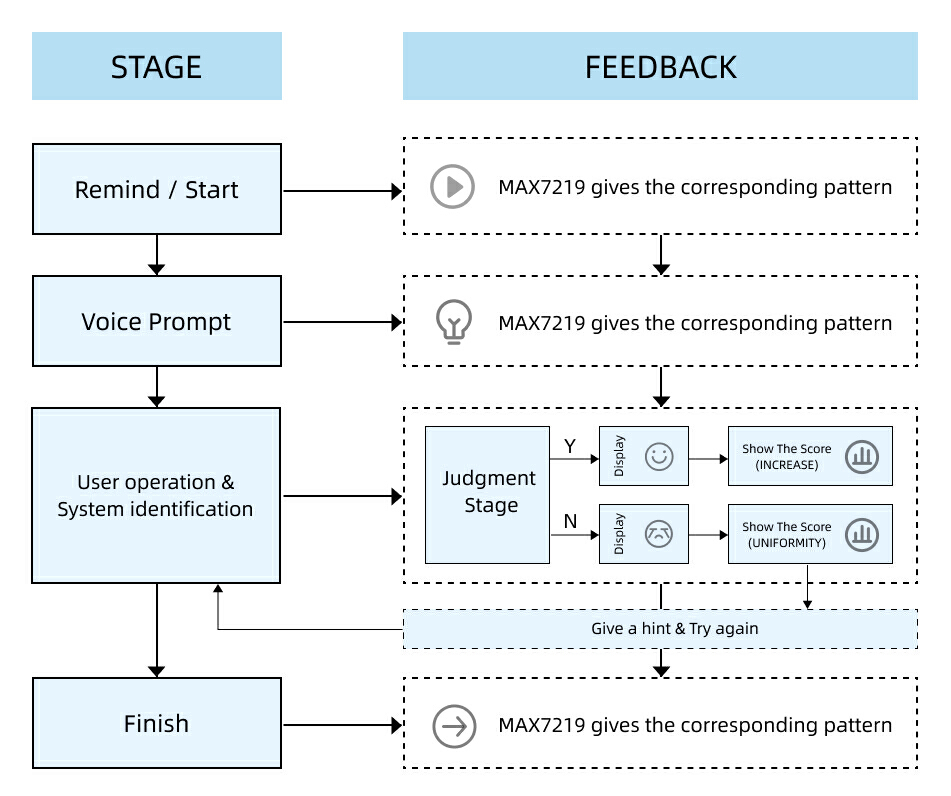 STAGE
FEEDBACK
Remind / Start
MAX7219 gives the corresponding pattern
Voice Prompt
MAX7219 gives the corresponding pattern
User operation &
System identification
Judgment
Stage
Y
Display
Show The Score
(INCREASE)
N
Display
Show The Score
(UNIFORMITY)
Give a hint & Try again
Finish
MAX7219 gives the corresponding pattern